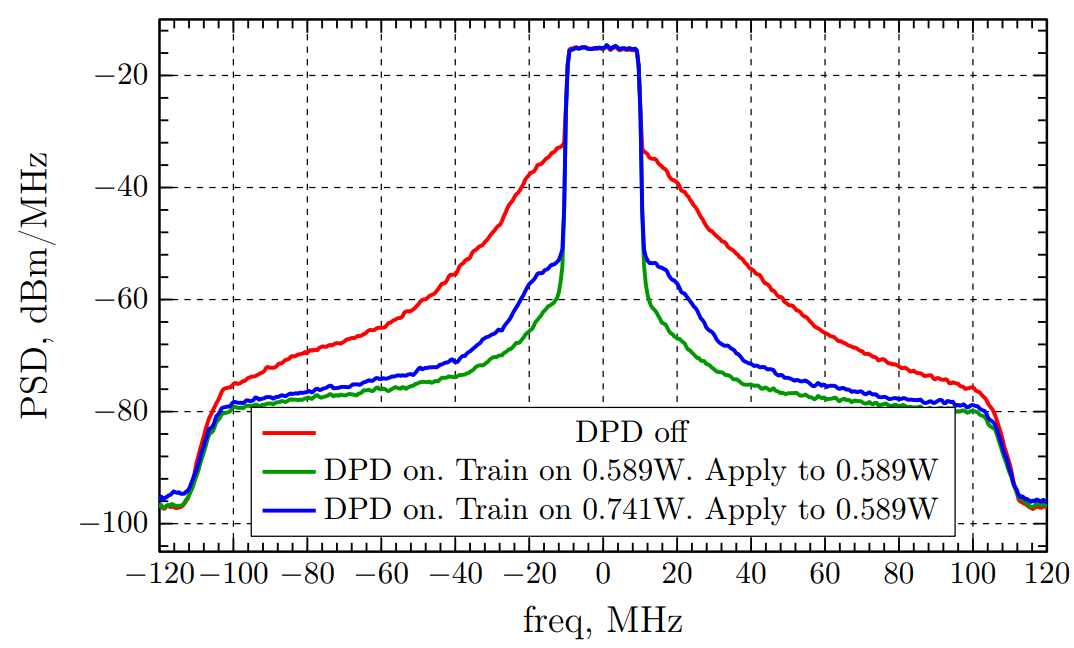 PSD, dBm/MHz
−20
−40
−60
−80
−100
DPD off
DPD on. Train on 0.589W. Apply to 0.589W
DPD on. Train on 0.741W. Apply to 0.589W
−120 −100 −80 −60 −40 −20 0 20 40 60 80 100 120
freq, MHz